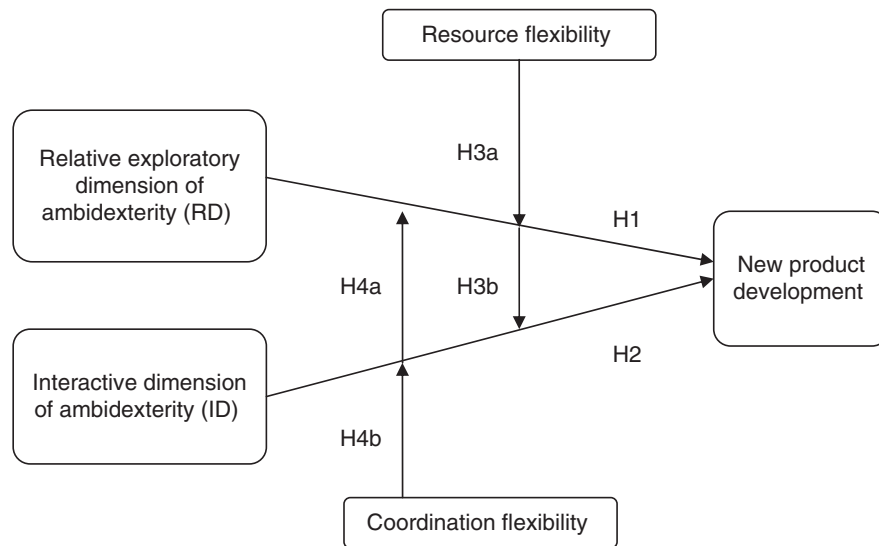 Resource flexibility
Relative exploratory
dimension of
ambidexterity (RD)
H3a
H1
New product
development
H4a
H3b
H2
Interactive dimension
of ambidexterity (ID)
H4b
Coordination flexibility